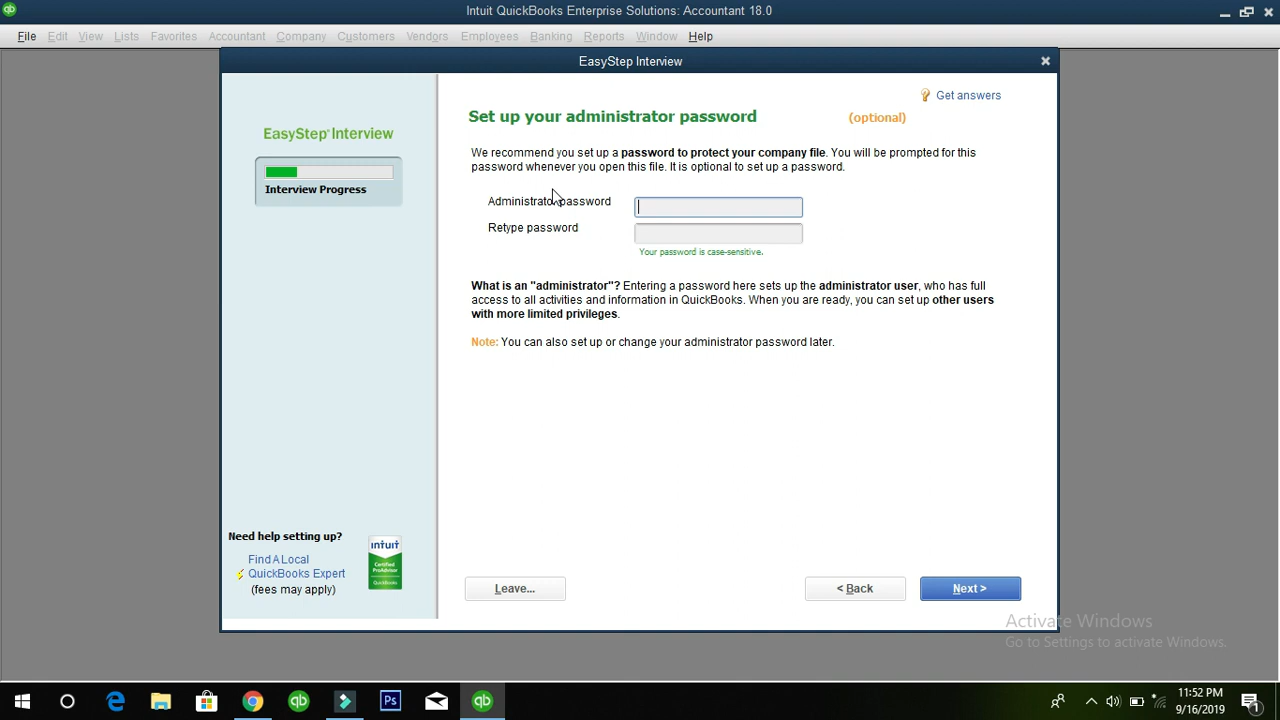 Intuit QuickBooks Enterprise Solutions: Accountant 18.0
File Edit View Lists Favorites Accountant Company Customers Vendors Employees Banking Reports Window Help
EasyStep Interview
Get answers
Set up your administrator password (optional)
EasyStep Interview
Interview Progress
We recommend you set up a password to protect your company file. You will be prompted for this
password whenever you open this file. It is optional to set up a password.
Administrator password
Retype password
Your password is case-sensitive.
What is an "administrator"? Entering a password here sets up the administrator user, who has full
access to all activities and information in QuickBooks. When you are ready, you can set up other users
with more limited privileges.
Note: You can also set up or change your administrator password later.
Need help setting up?
Find A Local
QuickBooks Expert
(fees may apply)
intuit
Certified
ProAdvisor
QuickBooks
Leave...
< Back
Next >
Activate Windows
Go to Settings to activate Windows.
qb
Ps
qb
11:52 PM
9/16/2019
1